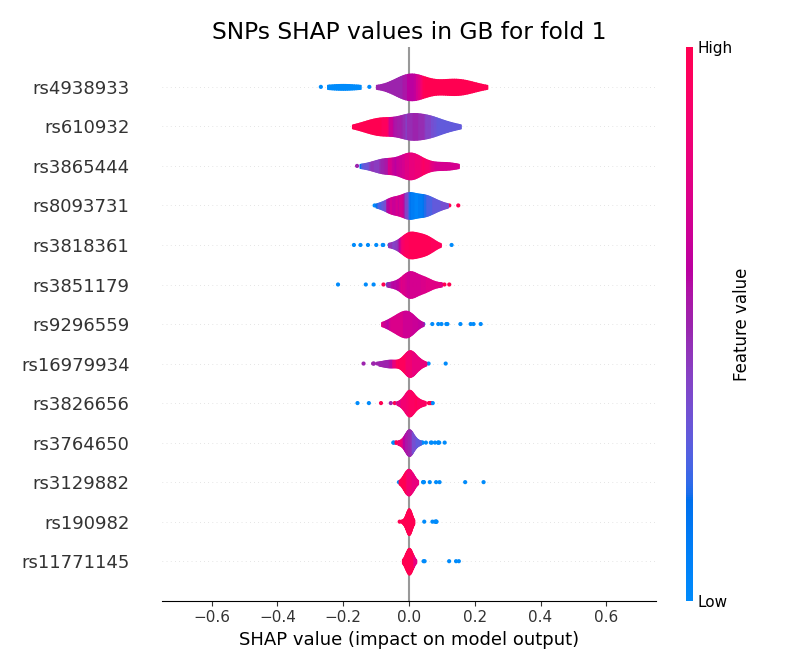 SNPs SHAP values in GB for fold 1
High
rs4938933
rs610932
rs3865444
rs8093731
rs3818361
rs3851179
rs9296559
rs16979934
rs3826656
rs3764650
rs3129882
rs190982
rs11771145
Feature value
Low
−0.6 −0.4 −0.2 0.0 0.2 0.4 0.6
SHAP value (impact on model output)